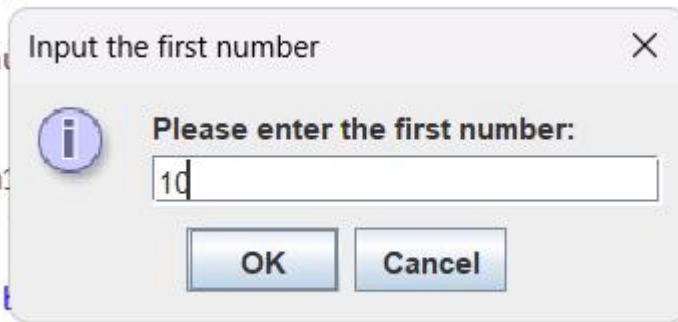 Input the first number
Please enter the first number:
10
OK
Cancel